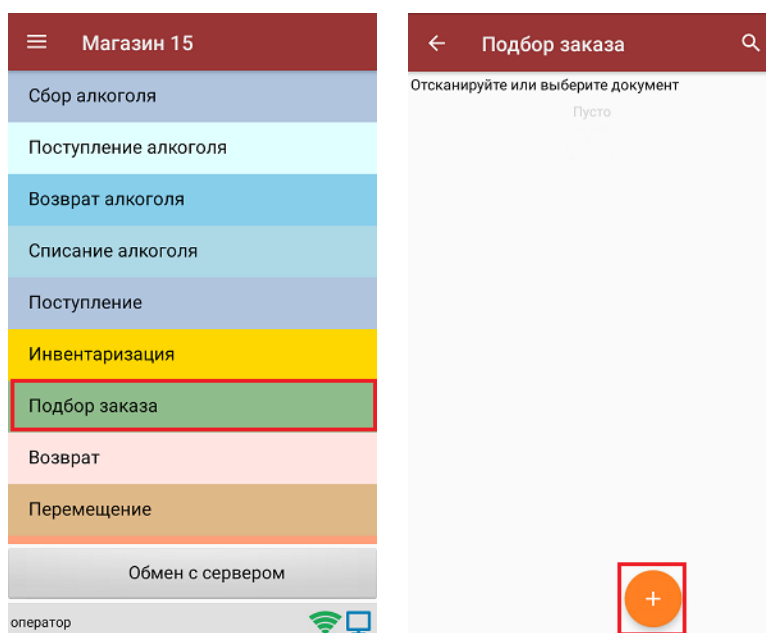 Магазин 15
Сбор алкоголя
Поступление алкоголя
Возврат алкоголя
Списание алкоголя
Поступление
Инвентаризация
Подбор заказа
Возврат
Перемещение
Обмен с сервером
оператор
Подбор заказа
Отсканируйте или выберите документ
Пусто
+